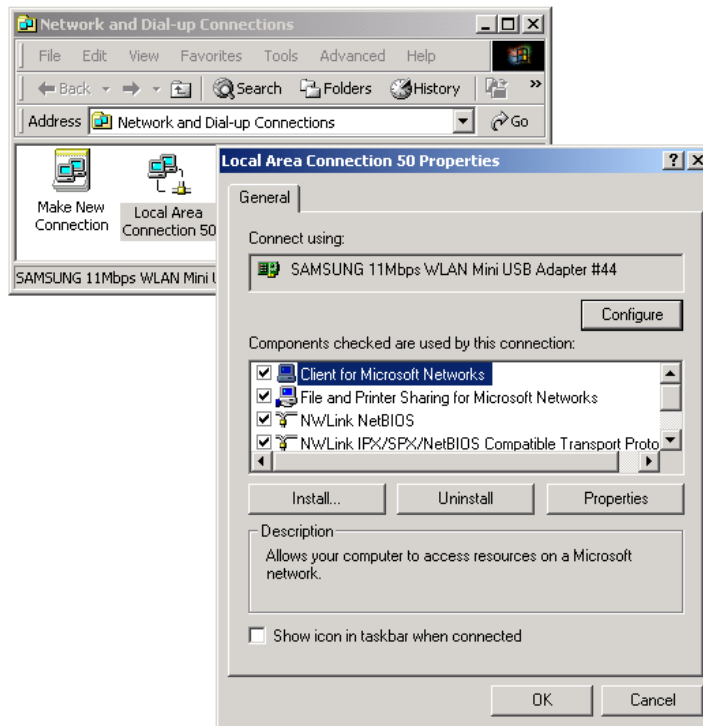 Network and Dial-up Connections
File Edit View Favorites Tools Advanced Help
Back Search Folders History »
Address Network and Dial-up Connections Go
Make New
Connection
Local Area
Connection 50
SAMSUNG 11Mbps WLAN Mini
Local Area Connection 50 Properties
General
Connect using:
SAMSUNG 11Mbps WLAN Mini USB Adapter #44
Configure
Components checked are used by this connection:
Client for Microsoft Networks
File and Printer Sharing for Microsoft Networks
NWLink NetBIOS
NWLink IPX/SPX/NetBIOS Compatible Transport Proto
Install... Uninstall Properties
Description
Allows your computer to access resources on a Microsoft
network.
Show icon in taskbar when connected
OK Cancel